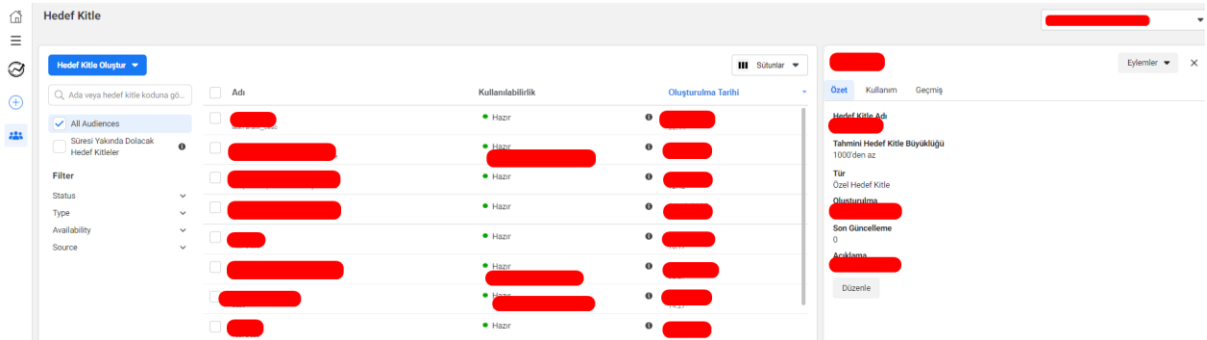 Hedef Kitle
Hedef Kitle Oluştur
Sütunlar
Ada veya hedef kitle koduna gö...
All Audiences
Süresi Yakında Dolacak
Hedef Kitleler
Filter
Status
Type
Availability
Source
Adı
Kullanılabilirlik
Oluşturulma Tarihi
Hazır
Hazır
Hazır
Hazır
Hazır
Hazır
Hazır
Hazır
Eylemler
Özet
Kullanım
Geçmiş
Hedef Kitle Adı
Tahmini Hedef Kitle Büyüklüğü
1000'den az
Tür
Özel Hedef Kitle
Oluşturulma
Son Güncelleme
0
Açıklama
Düzenle